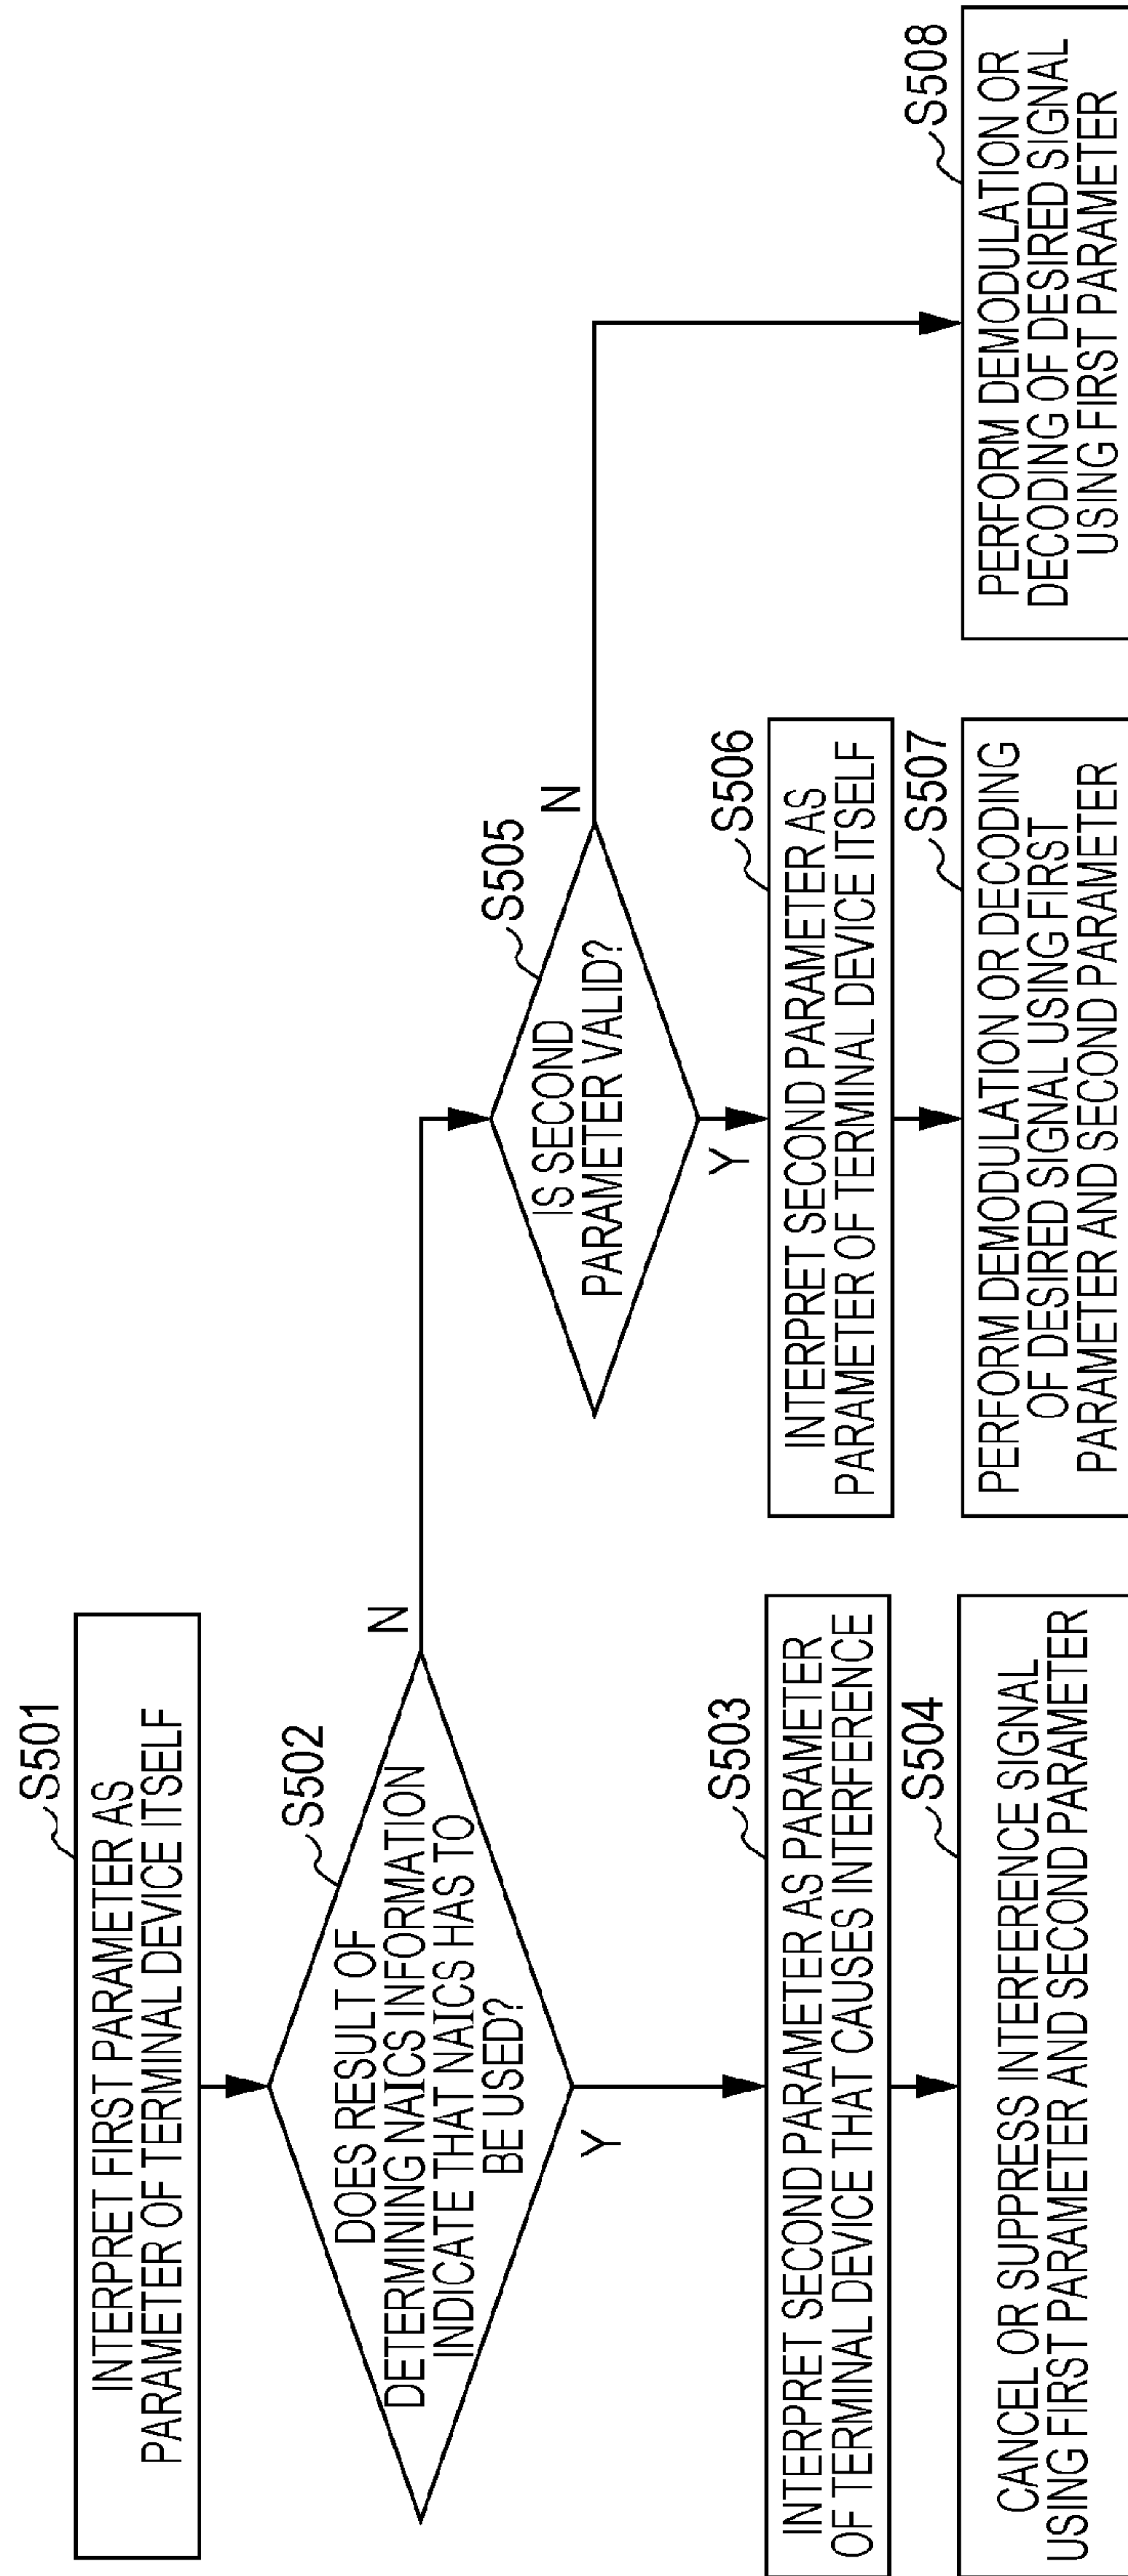 S501
INTERPRET FIRST PARAMETER AS
PARAMETER OF TERMINAL DEVICE ITSELF
S502
DOES RESULT OF
DETERMINING NAICS INFORMATION
INDICATE THAT NAICS HAS TO
BE USED?
N
Y
S503
INTERPRET SECOND PARAMETER AS PARAMETER
OF TERMINAL DEVICE THAT CAUSES INTERFERENCE
S504
CANCEL OR SUPPRESS INTERFERENCE SIGNAL
USING FIRST PARAMETER AND SECOND PARAMETER
S505
IS SECOND
PARAMETER VALID?
N
Y
S506
INTERPRET SECOND PARAMETER AS
PARAMETER OF TERMINAL DEVICE ITSELF
S507
PERFORM DEMODULATION OR DECODING
OF DESIRED SIGNAL USING FIRST
PARAMETER AND SECOND PARAMETER
S508
PERFORM DEMODULATION OR
DECODING OF DESIRED SIGNAL
USING FIRST PARAMETER